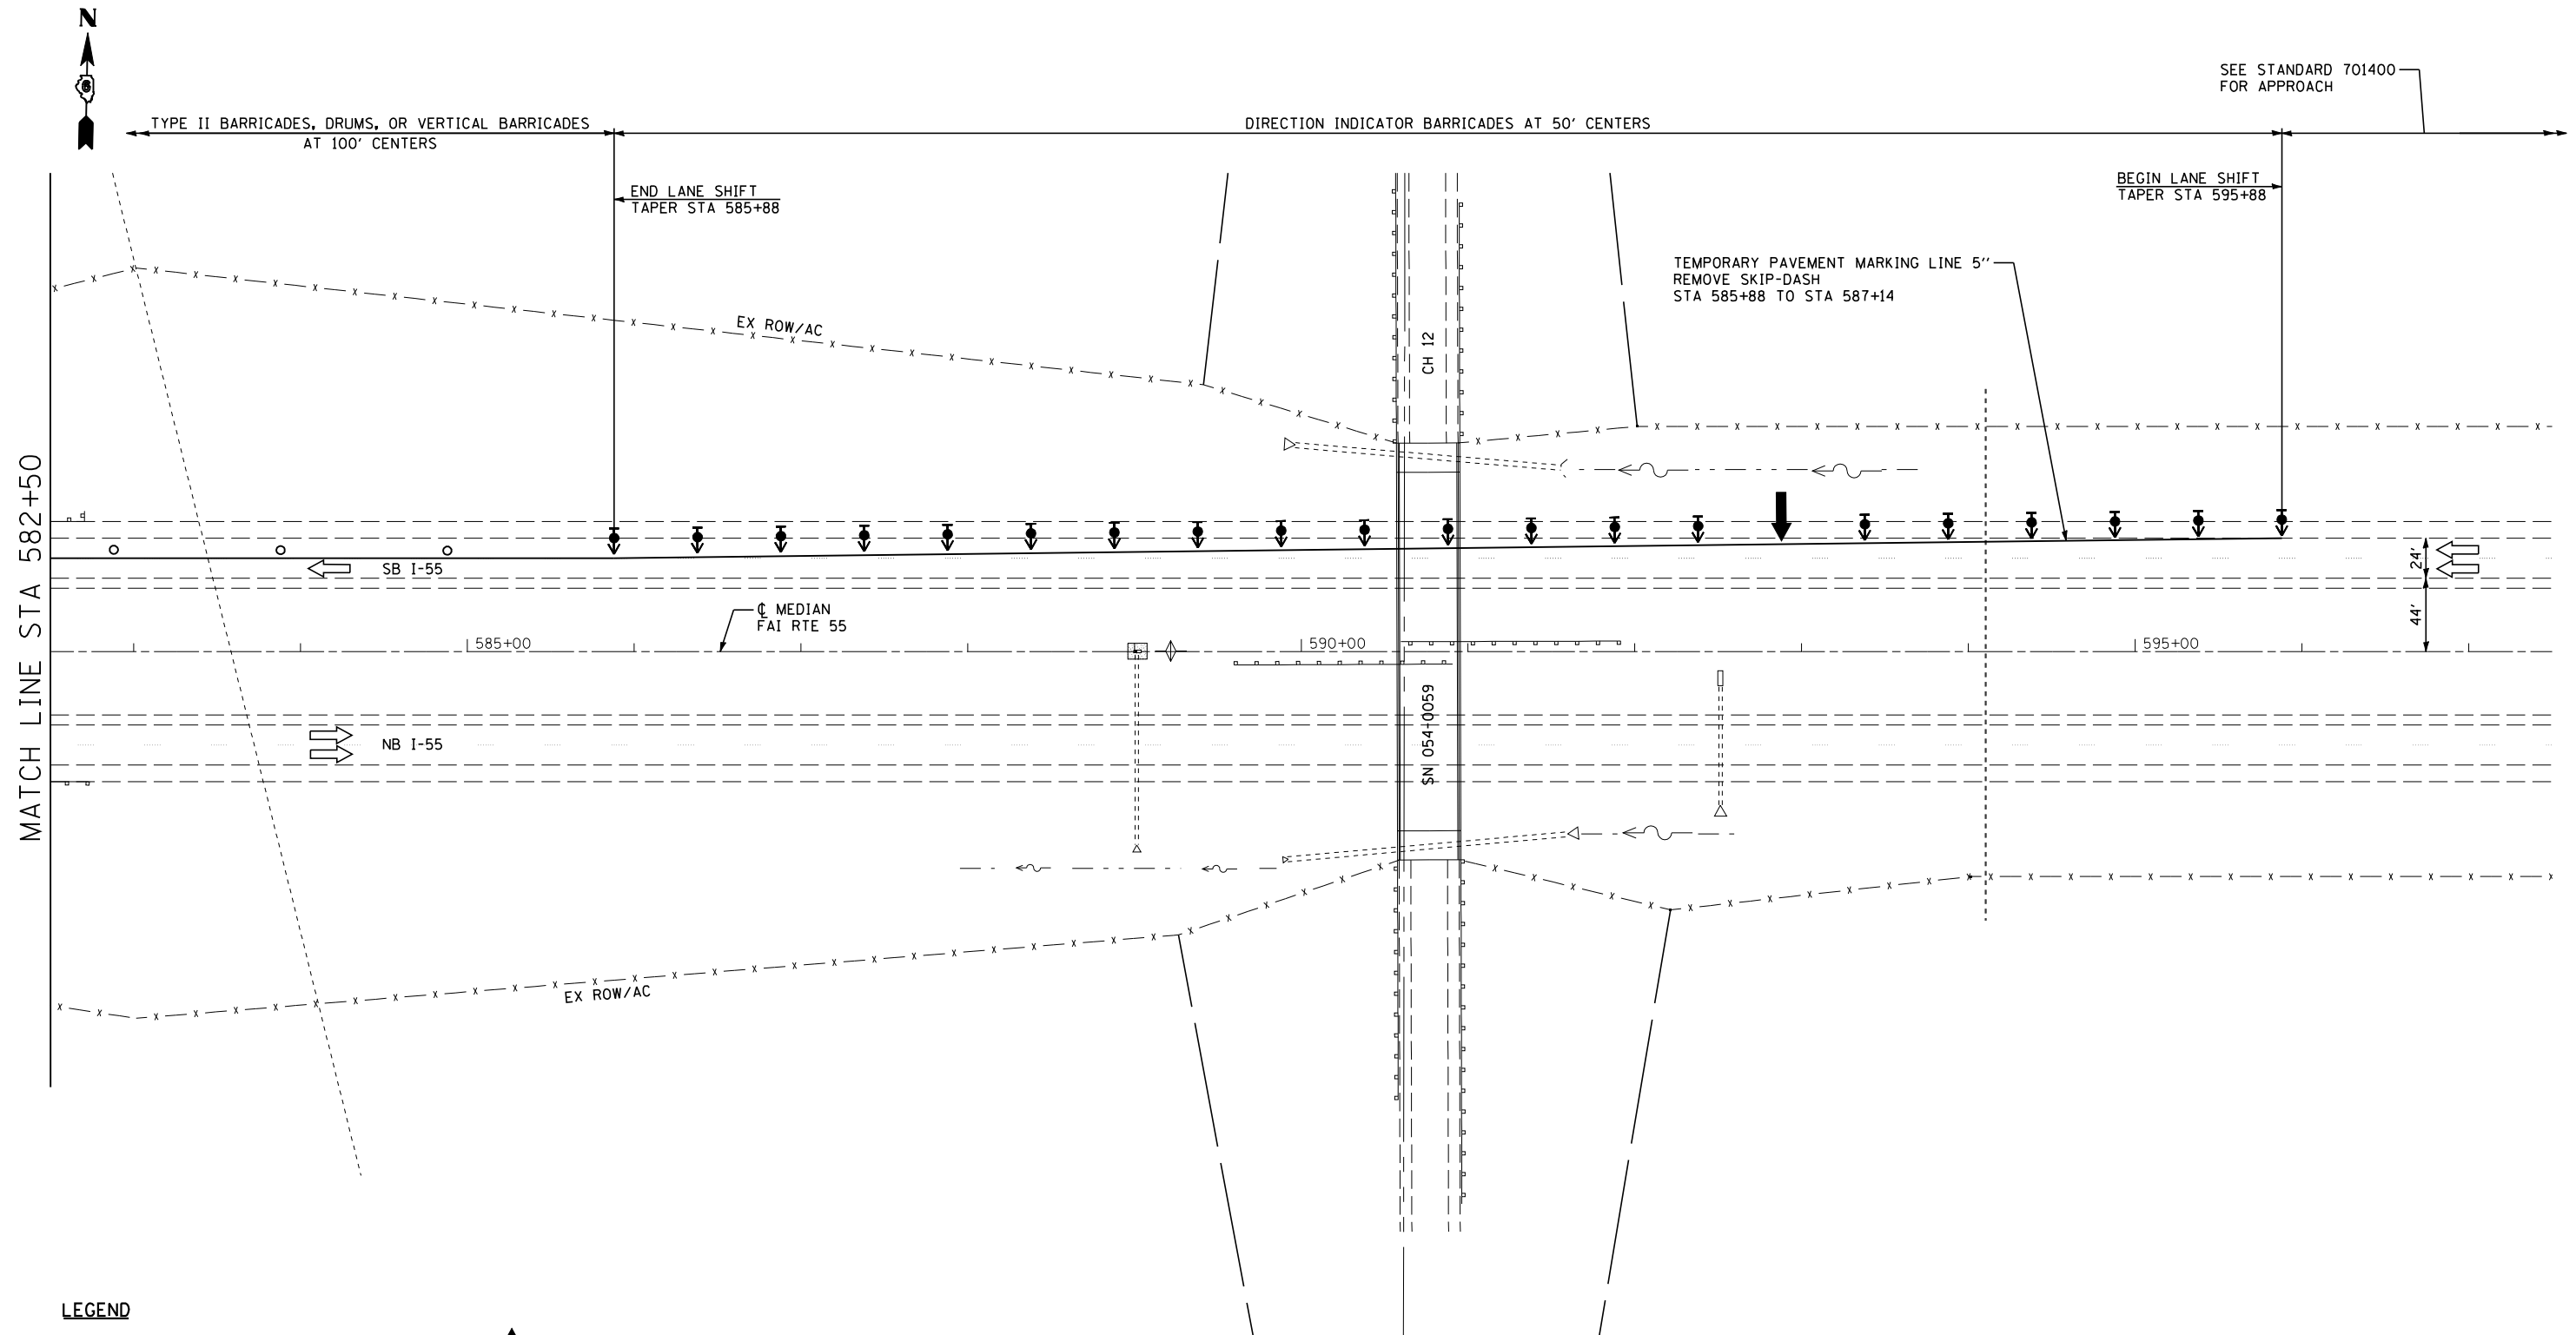 N
6
SEE STANDARD 701400
FOR APPROACH
TYPE II BARRICADES, DRUMS, OR VERTICAL BARRICADES
AT 100' CENTERS
DIRECTION INDICATOR BARRICADES AT 50' CENTERS
END LANE SHIFT
TAPER STA 585+88
BEGIN LANE SHIFT
TAPER STA 595+88
TEMPORARY PAVEMENT MARKING LINE 5''
REMOVE SKIP-DASH
STA 585+88 TO STA 587+14
EX ROW/AC
CH 12
MATCH LINE STA 582+50
SB I-55
24'
44'
℄ MEDIAN
FAI RTE 55
585+00
590+00
595+00
SN 054-0059
NB I-55
EX ROW/AC
LEGEND